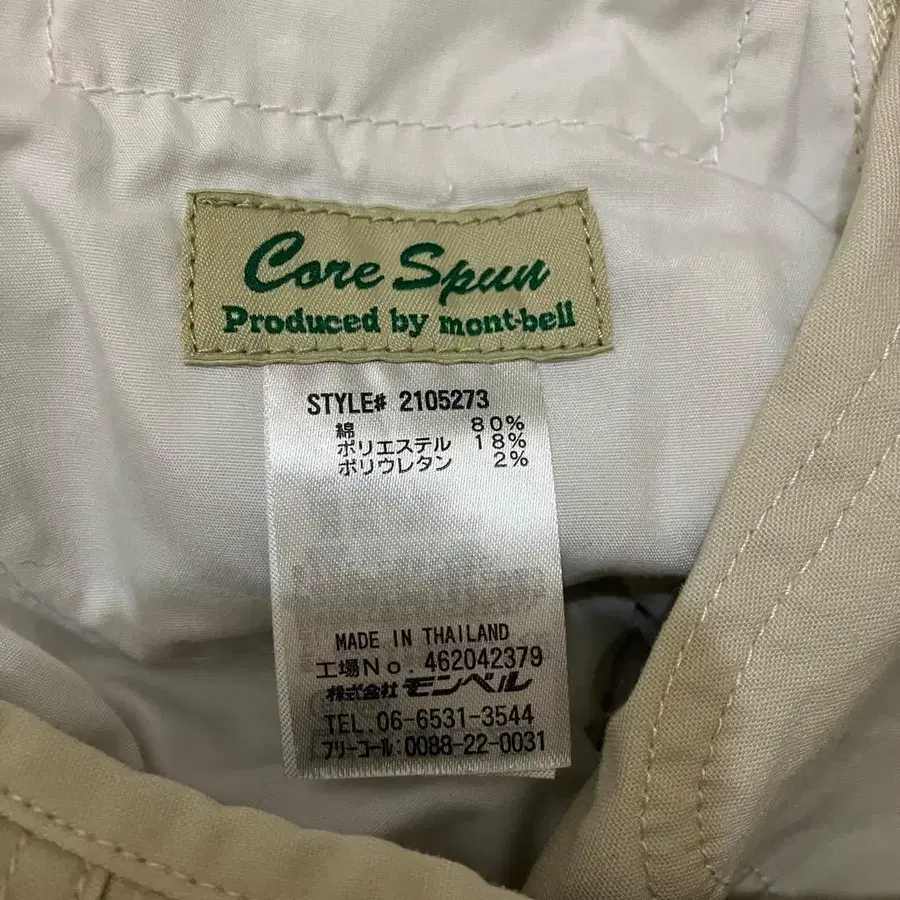 Core Spun
Produced by mont-bell
STYLE# 2105273
綿 80%
ポリエステル 18%
ポリウレタン 2%
MADE IN THAILAND
工場No. 462042379
株式会社モンベル
TEL.06-6531-3544
フリーコール:0088-22-0031